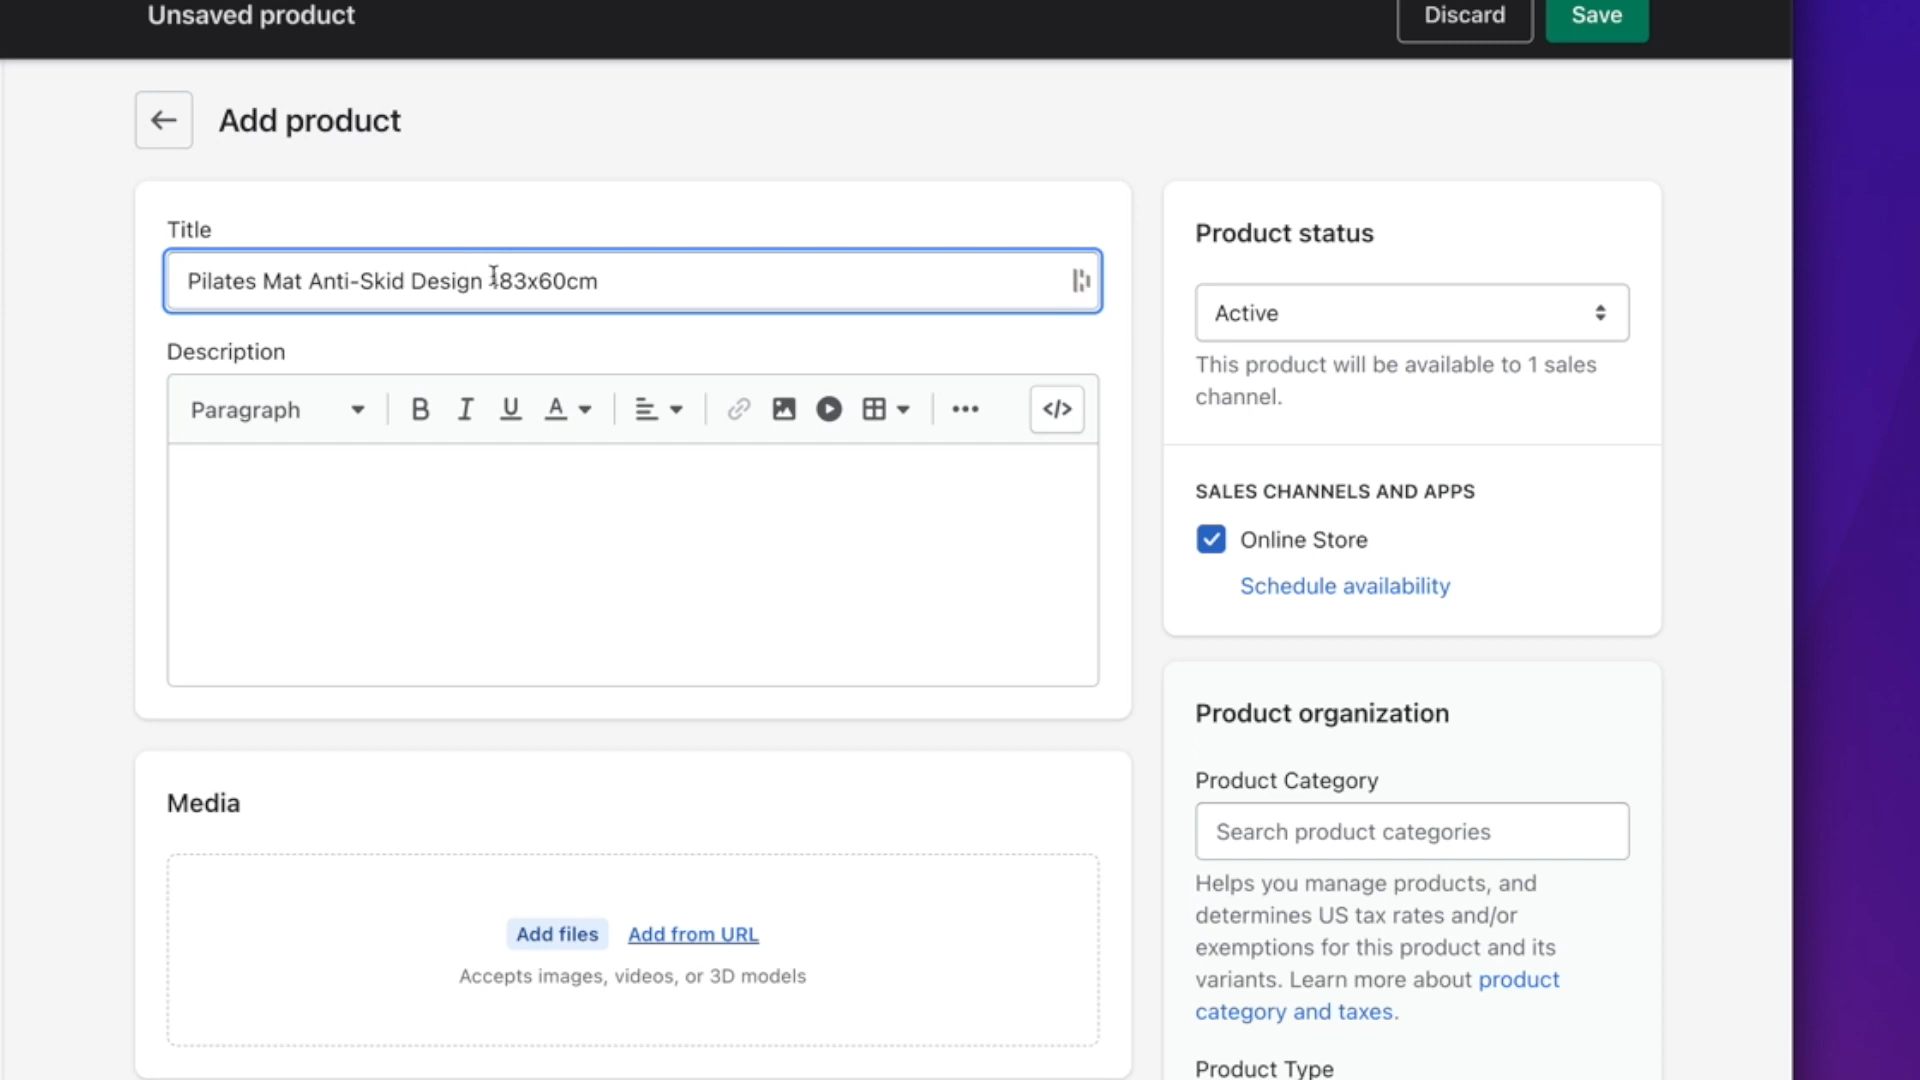 Unsaved product
Discard
Save
Add product
Title
Pilates Mat Anti-Skid Design 183x60cm
Description
Paragraph
B I U A
</>
Media
Add files Add from URL
Accepts images, videos, or 3D models
Product status
Active
This product will be available to 1 sales
channel.
SALES CHANNELS AND APPS
Online Store
Schedule availability
Product organization
Product Category
Search product categories
Helps you manage products, and
determines US tax rates and/or
exemptions for this product and its
variants. Learn more about product
category and taxes.
Product Type